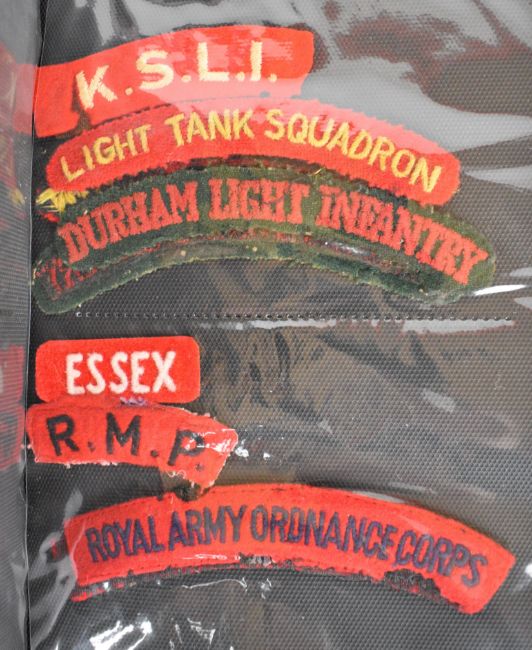 K.S.L.I.
LIGHT TANK SQUADRON
DURHAM LIGHT INFANTRY
ESSEX
R.M.P.
ROYAL ARMY ORDNANCE CORPS